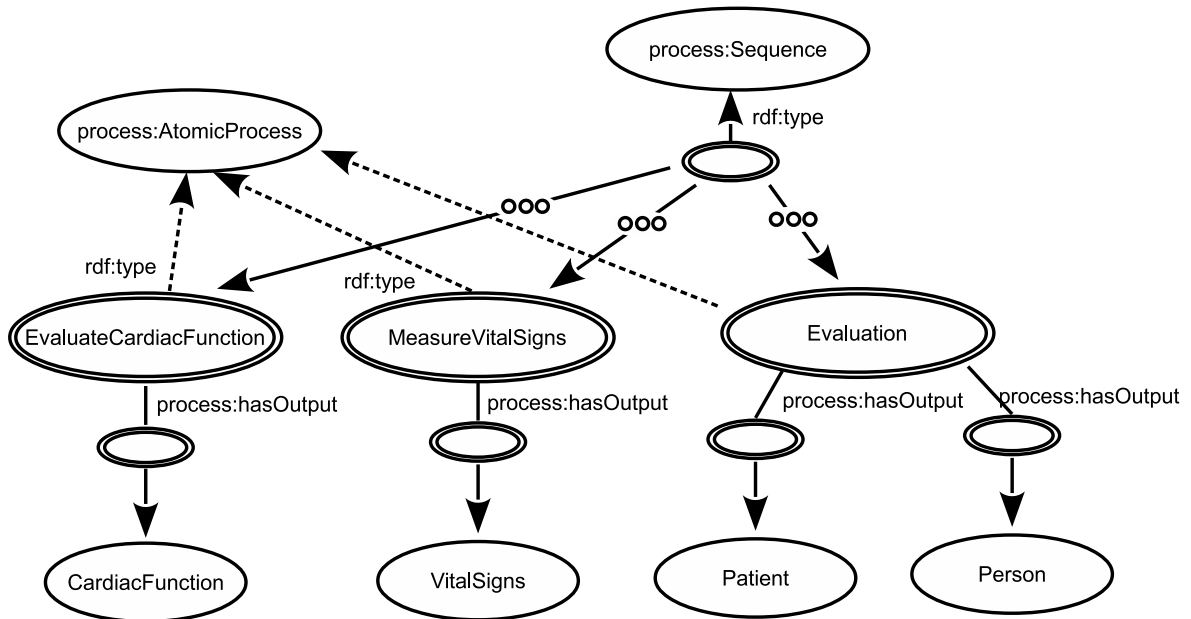 process:Sequence
process:AtomicProcess
rdf:type
rdf:type
rdf:type
EvaluateCardiacFunction
MeasureVitalSigns
Evaluation
process:hasOutput
process:hasOutput
process:hasOutput
process:hasOutput
CardiacFunction
VitalSigns
Patient
Person